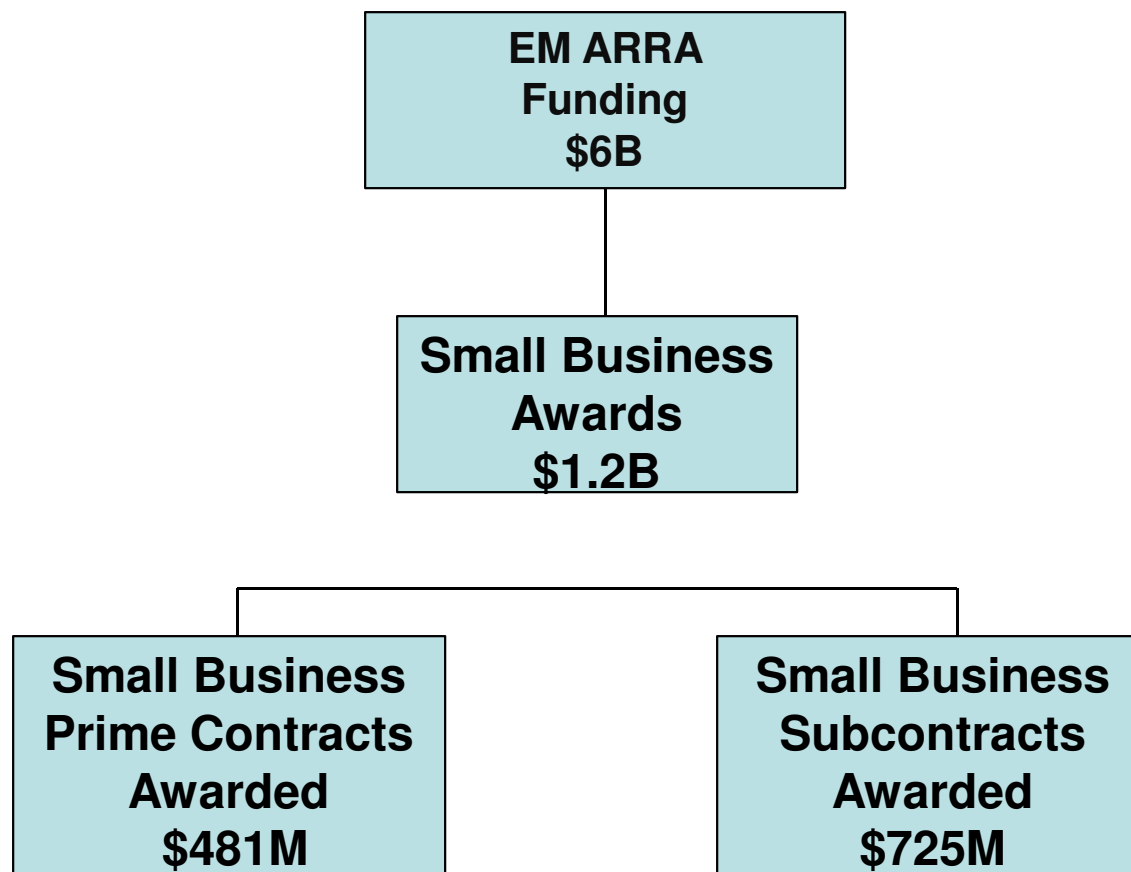 EM ARRA
Funding
$6B
Small Business
Awards
$1.2B
Small Business
Prime Contracts
Awarded
$481M
Small Business
Subcontracts
Awarded
$725M